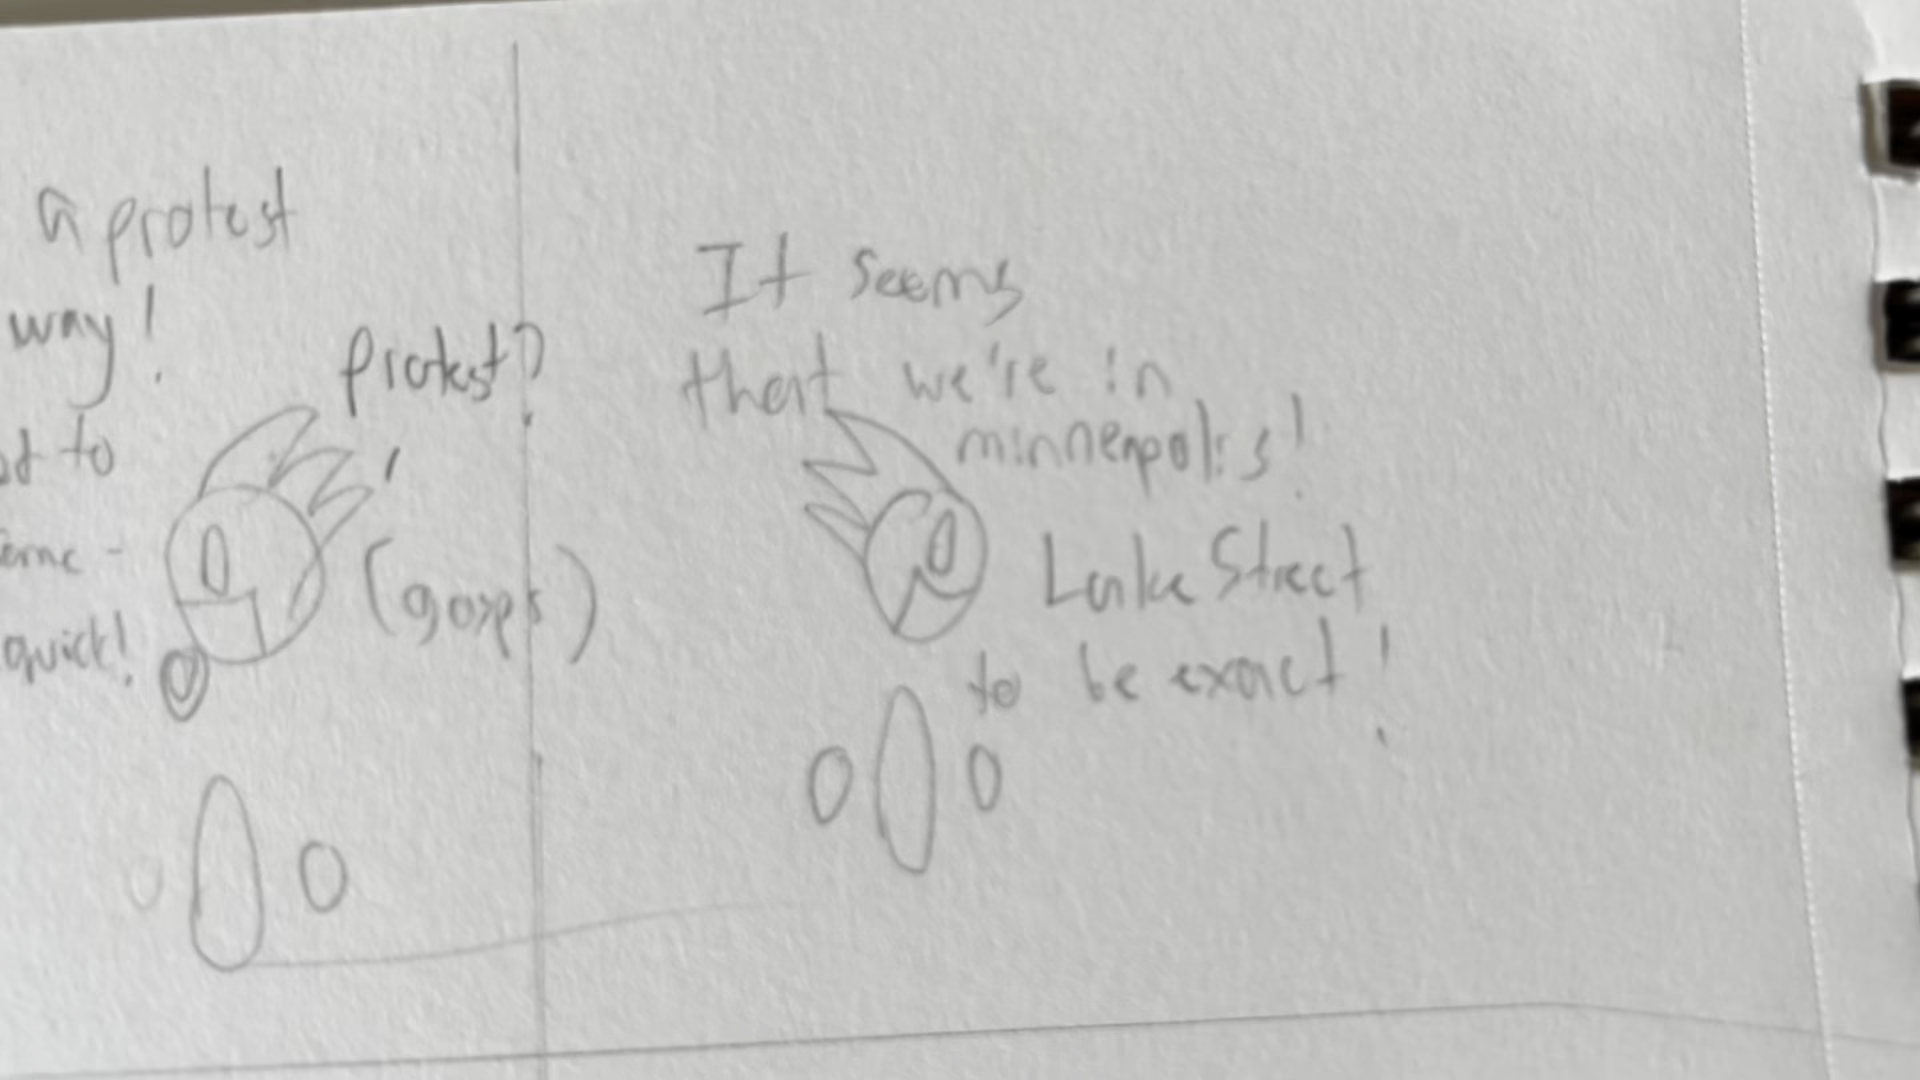 a protest
way!
to
quick!
protest?
(gasps)
It seems
that we're in
minneapolis!
Lake Street
to be exact!